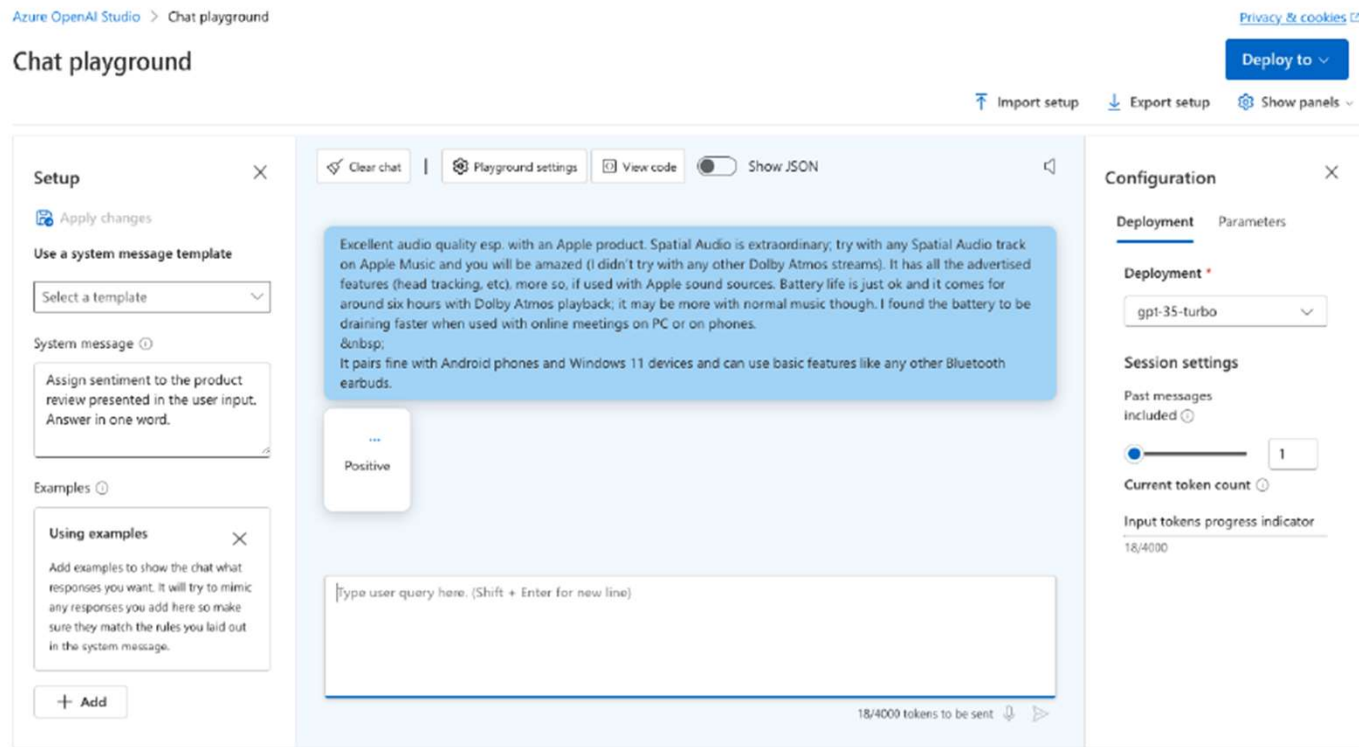 Azure OpenAI Studio > Chat playground
Privacy & cookies
Chat playground
Deploy to
Import setup
Export setup
Show panels
Setup
Apply changes
Use a system message template
Select a template
System message
Assign sentiment to the product
review presented in the user input.
Answer in one word.
Examples
Using examples
Add examples to show the chat what
responses you want. It will try to mimic
any responses you add here so make
sure they match the rules you laid out
in the system message.
+ Add
Clear chat
Playground settings
View code
Show JSON
Excellent audio quality esp. with an Apple product. Spatial Audio is extraordinary; try with any Spatial Audio track
on Apple Music and you will be amazed (I didn't try with any other Dolby Atmos streams). It has all the advertised
features (head tracking, etc), more so, if used with Apple sound sources. Battery life is just ok and it comes for
around six hours with Dolby Atmos playback; it may be more with normal music though. I found the battery to be
draining faster when used with online meetings on PC or on phones.
&nbsp;
It pairs fine with Android phones and Windows 11 devices and can use basic features like any other Bluetooth
earbuds.
...
Positive
Type user query here. (Shift + Enter for new line)
18/4000 tokens to be sent
Configuration
Deployment
Parameters
Deployment *
gpt-35-turbo
Session settings
Past messages
included
1
Current token count
Input tokens progress indicator
18/4000